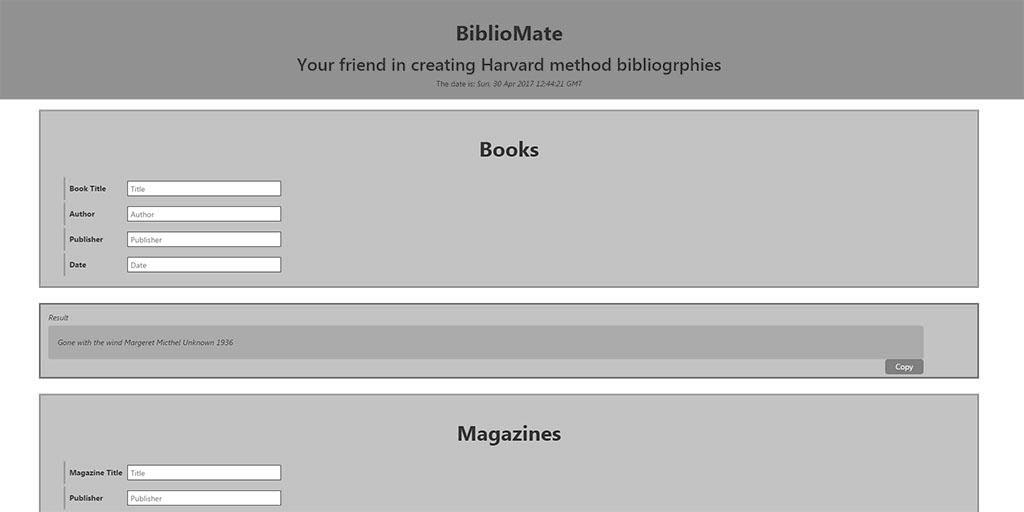 BiblioMate
Your friend in creating Harvard method bibliogrphies
The date is: Sun, 30 Apr 2017 12:44:21 GMT
Books
Book Title Title
Author Author
Publisher Publisher
Date Date
Result
Gone with the wind Margeret Micthel Unknown 1936
Copy
Magazines
Magazine Title Title
Publisher Publisher